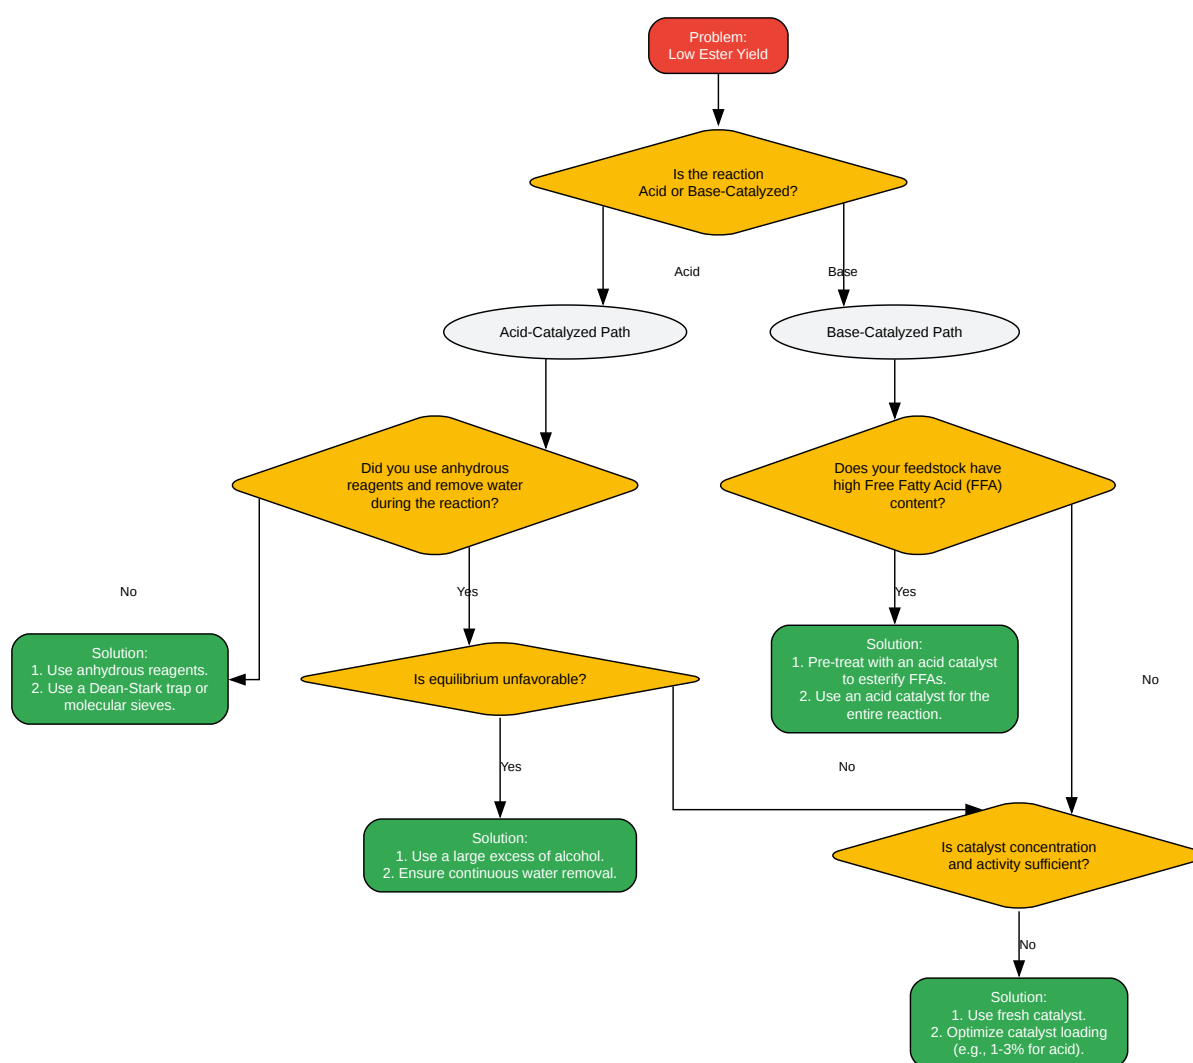 Problem:
Low Ester Yield
Is the reaction
Acid or Base-Catalyzed?
Acid
Base
Acid-Catalyzed Path
Base-Catalyzed Path
Did you use anhydrous
reagents and remove water
during the reaction?
Does your feedstock have
high Free Fatty Acid (FFA)
content?
No
Yes
Yes
Solution:
1. Use anhydrous reagents.
2. Use a Dean-Stark trap or
molecular sieves.
Is equilibrium unfavorable?
Solution:
1. Pre-treat with an acid catalyst
to esterify FFAs.
2. Use an acid catalyst for the
entire reaction.
No
Yes
No
Solution:
1. Use a large excess of alcohol.
2. Ensure continuous water removal.
Is catalyst concentration
and activity sufficient?
No
Solution:
1. Use fresh catalyst.
2. Optimize catalyst loading
(e.g., 1-3% for acid).